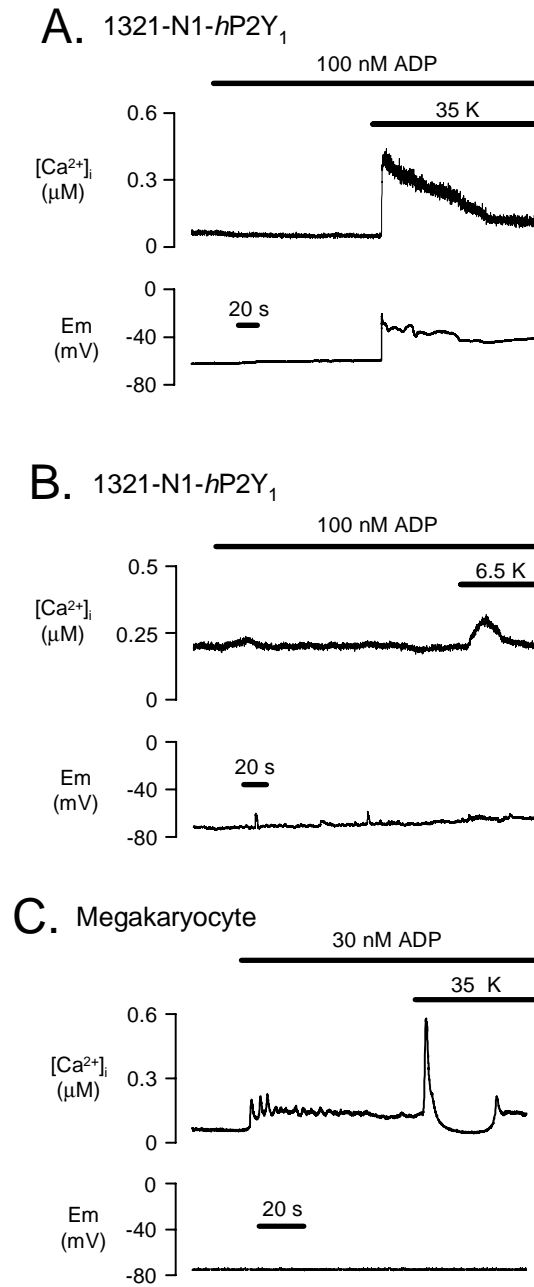 A. 1321-N1-hP2Y1
100 nM ADP
35 K
0.6
0.3
0
[Ca2+]i
(μM)
0
-40
-80
Em
(mV)
20 s
B. 1321-N1-hP2Y1
100 nM ADP
6.5 K
0.5
0.25
0
[Ca2+]i
(μM)
0
-40
-80
Em
(mV)
20 s
C. Megakaryocyte
30 nM ADP
35 K
0.6
0.3
0
[Ca2+]i
(μM)
0
-40
-80
Em
(mV)
20 s